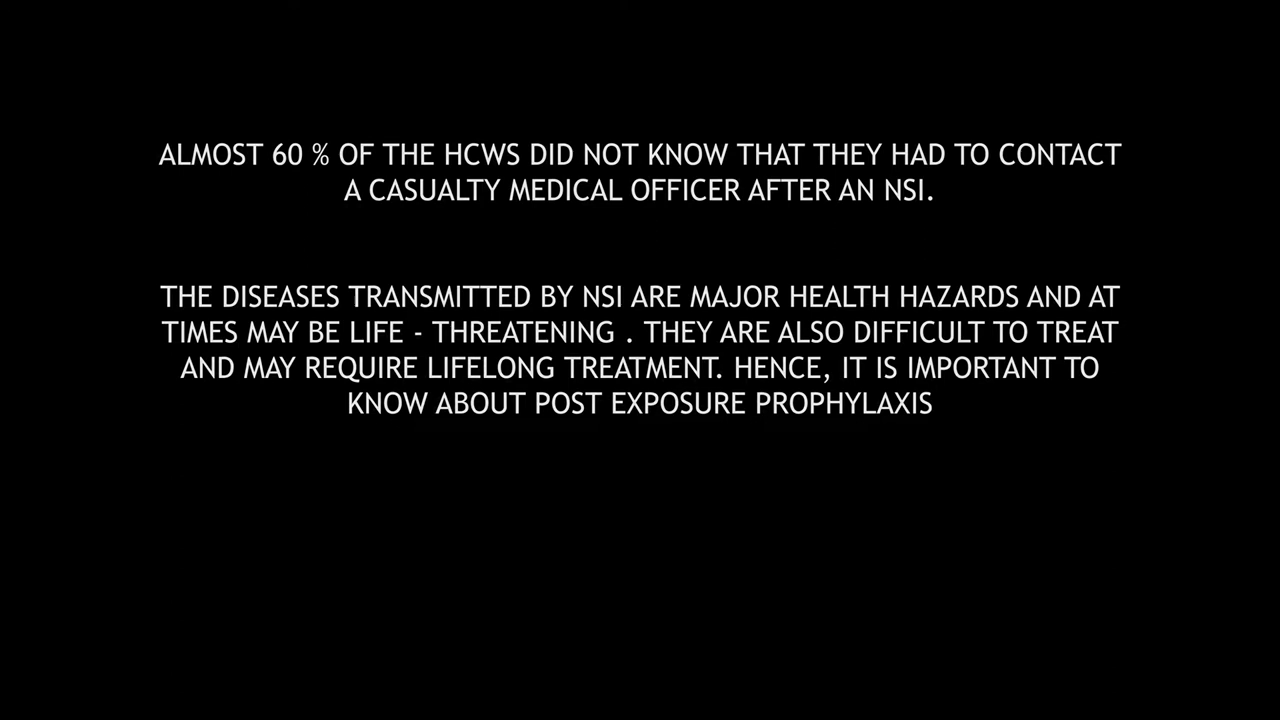 ALMOST 60 % OF THE HCWS DID NOT KNOW THAT THEY HAD TO CONTACT
A CASUALTY MEDICAL OFFICER AFTER AN NSI.
THE DISEASES TRANSMITTED BY NSI ARE MAJOR HEALTH HAZARDS AND AT
TIMES MAY BE LIFE - THREATENING . THEY ARE ALSO DIFFICULT TO TREAT
AND MAY REQUIRE LIFELONG TREATMENT. HENCE, IT IS IMPORTANT TO
KNOW ABOUT POST EXPOSURE PROPHYLAXIS